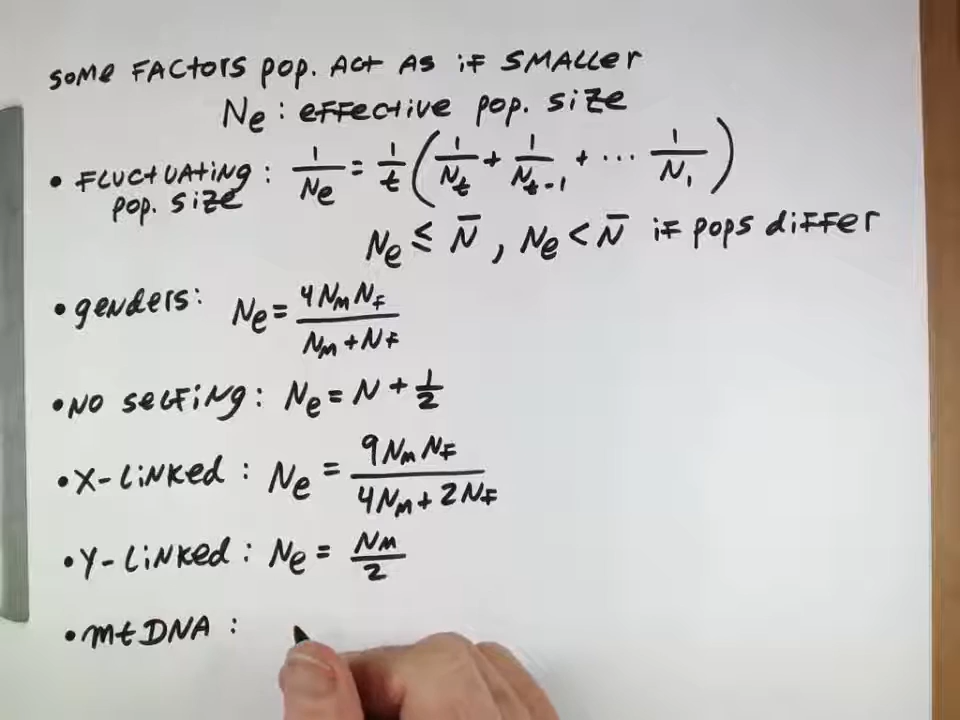 SOME FACTORS POP. ACT AS IF SMALLER
Ne : effective pop. size
• FLUCTUATING POP. SIZE : 1/Ne = 1/t (1/Nt + 1/Nt-1 + ... 1/N1)
Ne ≤ N̄ , Ne < N̄ if pops differ
• genders: Ne = 4NmNF / Nm + NF
• NO SELFING : Ne = N + 1/2
• X-LINKED : Ne = 9NmNF / 4Nm + 2NF
• Y-LINKED : Ne = Nm / 2
• mtDNA :